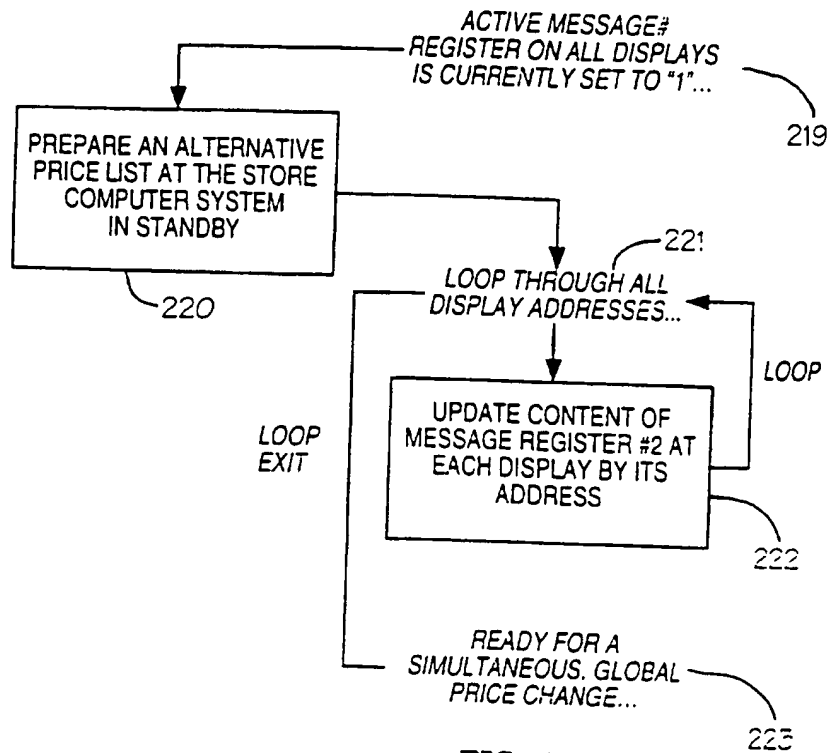 ACTIVE MESSAGE#
REGISTER ON ALL DISPLAYS
IS CURRENTLY SET TO "1"...
219
PREPARE AN ALTERNATIVE
PRICE LIST AT THE STORE
COMPUTER SYSTEM
IN STANDBY
220
221
LOOP THROUGH ALL
DISPLAY ADDRESSES...
LOOP
LOOP
EXIT
UPDATE CONTENT OF
MESSAGE REGISTER #2 AT
EACH DISPLAY BY ITS
ADDRESS
222
READY FOR A
SIMULTANEOUS, GLOBAL
PRICE CHANGE...
223